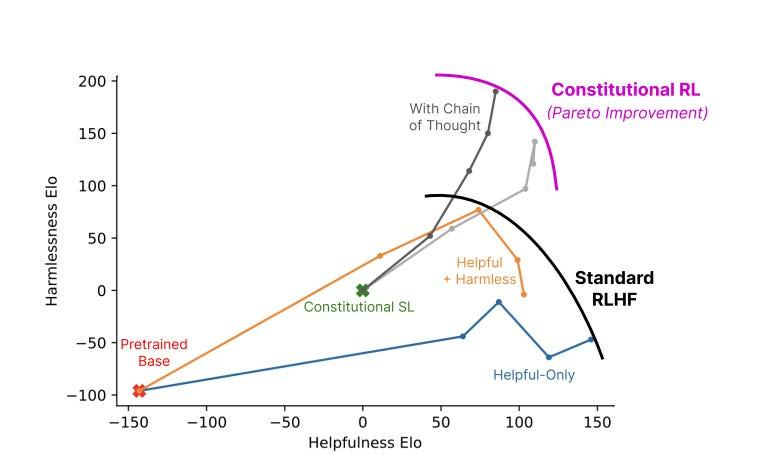 200
150
100
50
0
−50
−100
Harmlessness Elo
−150
−100
−50
0
50
100
150
Helpfulness Elo
Constitutional RL
(Pareto Improvement)
With Chain
of Thought
Helpful
+ Harmless
Standard
RLHF
Constitutional SL
Pretrained
Base
Helpful-Only